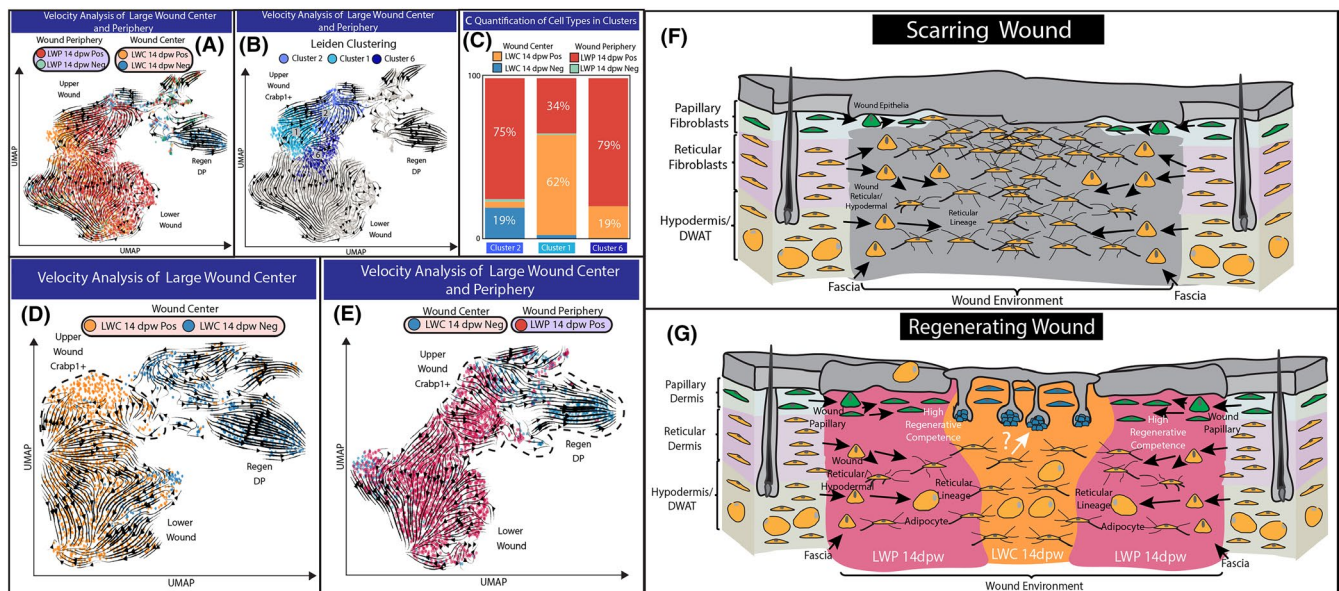 Velocity Analysis of Large Wound Center
and Periphery
Wound Periphery
Wound Center
(A)
LWP 14 dpw Pos
LWP 14 dpw Neg
LWC 14 dpw Pos
LWC 14 dpw Neg
Upper
Wound
Crabp1+
Regen
DP
Lower
Wound
UMAP
UMAP
Velocity Analysis of Large Wound Center
and Periphery
(B)
Leiden Clustering
Cluster 2
Cluster 1
Cluster 6
Upper
Wound
Crabp1+
1
6
Regen
DP
Lower
Wound
UMAP
UMAP
C Quantification of Cell Types in Clusters
(C)
Wound Center
LWC 14 dpw Pos
LWC 14 dpw Neg
Wound Periphery
LWP 14 dpw Pos
LWP 14 dpw Neg
100
75%
19%
34%
62%
79%
19%
0
Cluster 2
Cluster 1
Cluster 6
Velocity Analysis of Large Wound Center
(D)
Wound Center
LWC 14 dpw Pos
LWC 14 dpw Neg
Upper
Wound
Crabp1+
Regen
DP
Lower
Wound
UMAP
UMAP
Velocity Analysis of Large Wound Center
and Periphery
(E)
Wound Center
LWC 14 dpw Neg
Wound Periphery
LWP 14 dpw Pos
Upper
Wound
Crabp1+
Regen
DP
Lower
Wound
UMAP
UMAP
(F)
Scarring Wound
Papillary
Fibroblasts
Reticular
Fibroblasts
Hypodermis/
DWAT
Wound Epithelia
Wound
Reticular/
Hypodermal
Reticular
Lineage
Fascia
Fascia
Wound Environment
(G)
Regenerating Wound
Papillary
Dermis
Reticular
Dermis
Hypodermis/
DWAT
Wound
Papillary
High
Regenerative
Competence
?
High
Regenerative
Competence
Wound
Papillary
Wound
Reticular/
Hypodermal
Reticular
Lineage
Adipocyte
Reticular
Lineage
Adipocyte
Fascia
LWP 14dpw
LWC 14dpw
LWP 14dpw
Fascia
Wound Environment